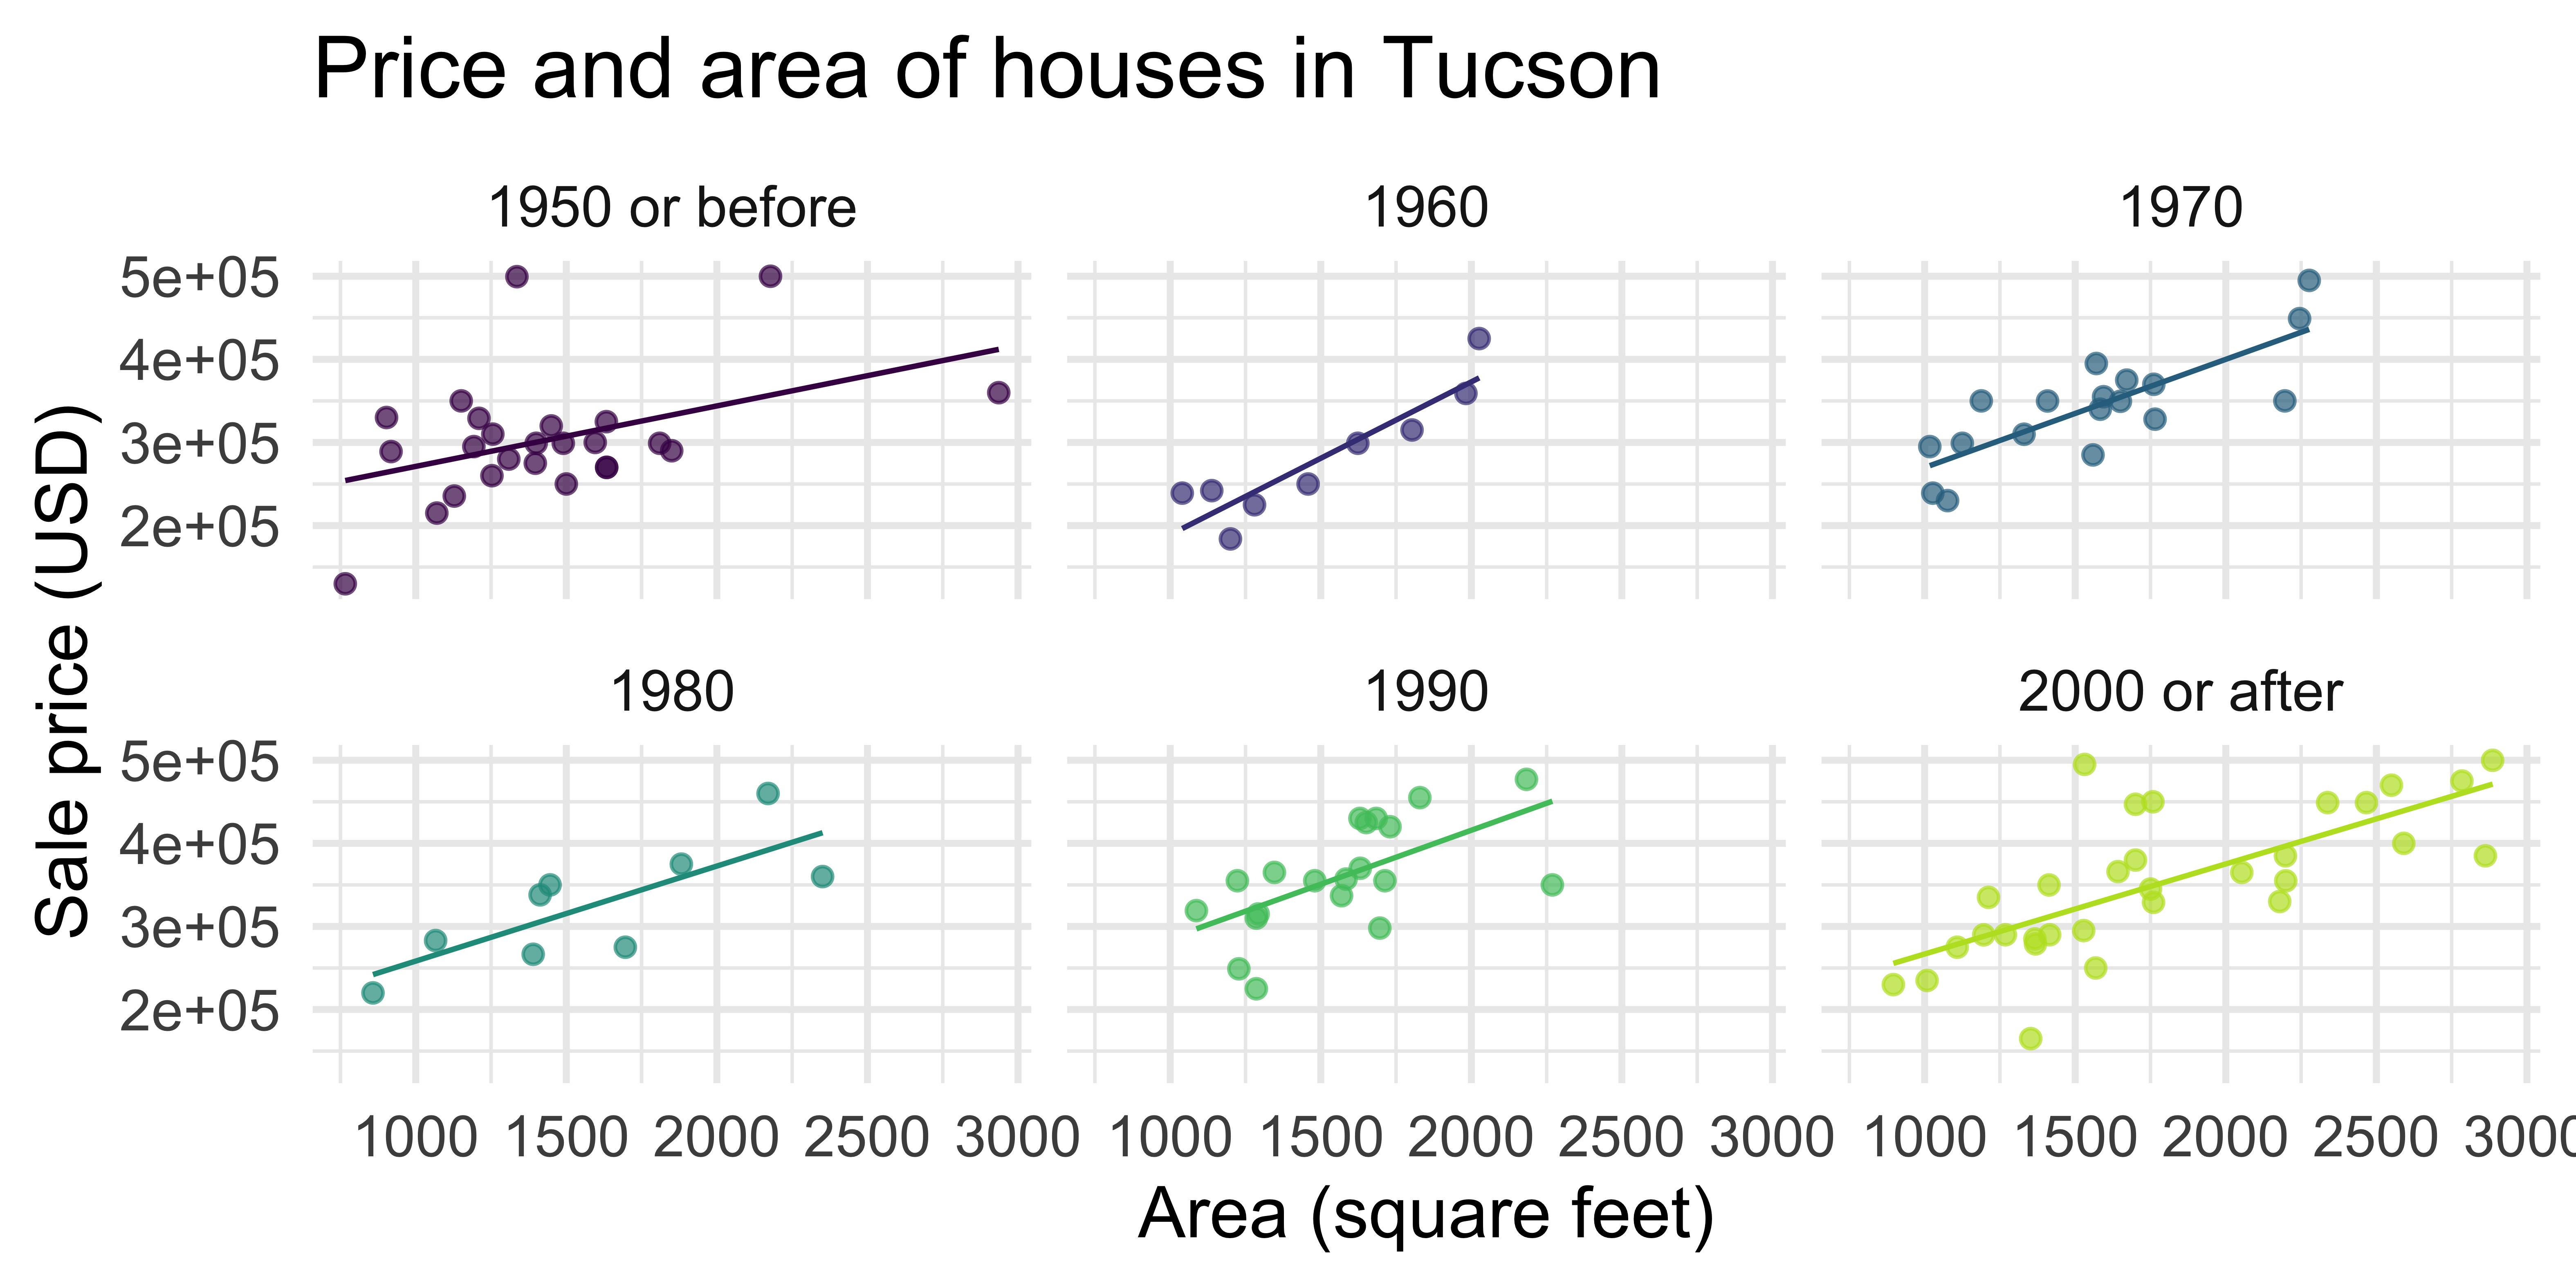 Price and area of houses in Tucson
1950 or before 1960 1970
5e+05
4e+05
3e+05
2e+05
1980 1990 2000 or after
5e+05
4e+05
3e+05
2e+05
1000 1500 2000 2500 3000 1000 1500 2000 2500 3000 1000 1500 2000 2500 3000
Area (square feet)
Sale price (USD)